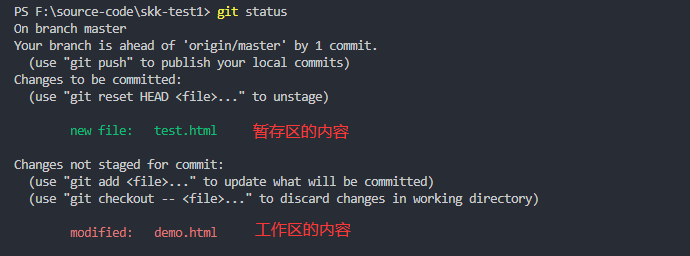 PS F:\source-code\skk-test1> git status
On branch master
Your branch is ahead of 'origin/master' by 1 commit.
  (use "git push" to publish your local commits)
Changes to be committed:
  (use "git reset HEAD <file>..." to unstage)
        new file:   test.html    暂存区的内容
Changes not staged for commit:
  (use "git add <file>..." to update what will be committed)
  (use "git checkout -- <file>..." to discard changes in working directory)
        modified:   demo.html    工作区的内容